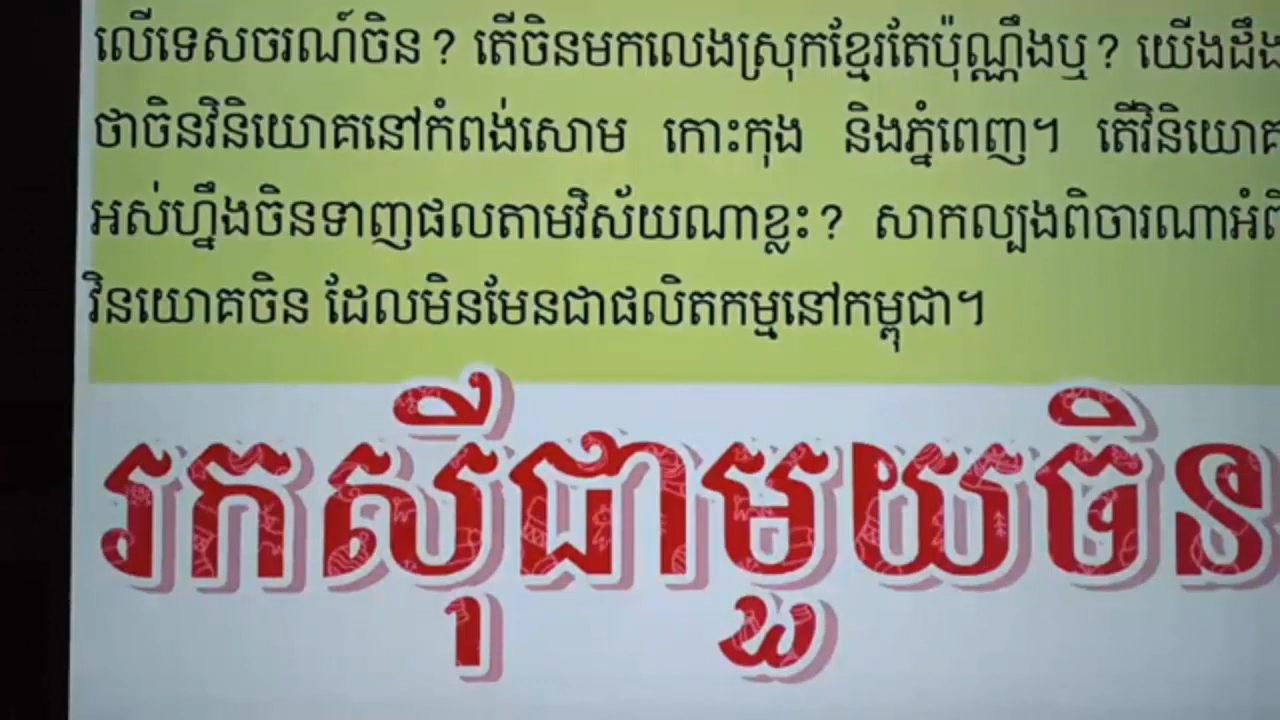 លើទេសចរណ៍ចិន? តើចិនមកលេងស្រុកខ្មែរតែប៉ុណ្ណឹងឬ? យើងដឹង
ថាចិនវិនិយោគនៅកំពង់សោម កោះកុង និងភ្នំពេញ។ តើវិនិយោគ
អស់ហ្នឹងចិនទាញផលតាមវិស័យណាខ្លះ? សាកល្បងពិចារណាអំពី
វិនយោគចិន ដែលមិនមែនជាផលិតកម្មនៅកម្ពុជា។
រកស៊ីជាមួយចិន